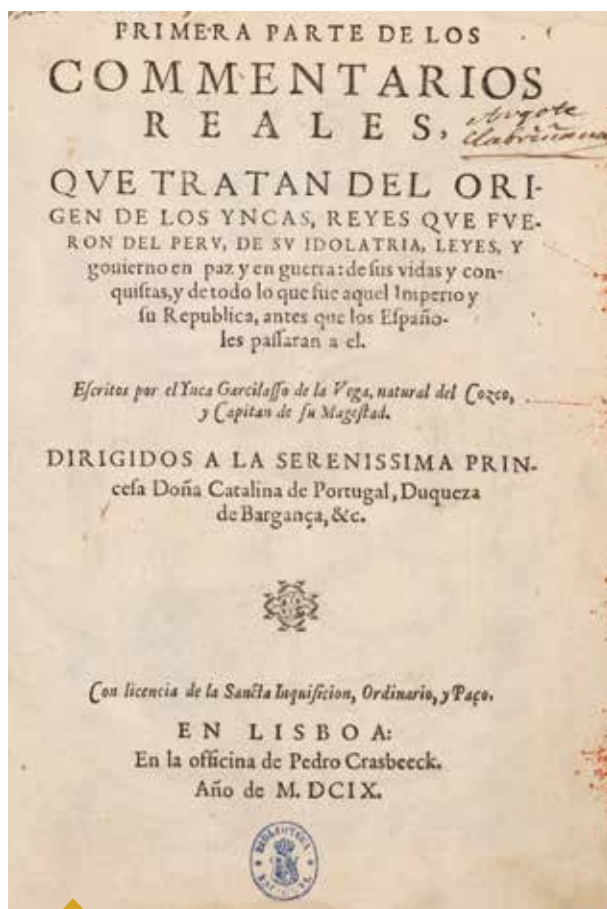 PRIMERA PARTE DE LOS
COMMENTARIOS
REALES,
QVE TRATAN DEL ORI-
GEN DE LOS YNCAS, REYES QVE FVE-
RON DEL PERV, DE SV IDOLATRIA, LEYES, Y
gouierno en paz y en guerra: de ſus vidas y con-
quiſtas, y de todo lo que fue aquel Imperio y
ſu Republica, antes que los Eſpaño-
les paſſaran a el.
Eſcritos por el Ynca Garcilaſſo de la Vega, natural del Cozco,
y Capitan de ſu Mageſtad.
DIRIGIDOS A LA SERENISSIMA PRIN-
ceſa Doña Catalina de Portugal, Duqueza
de Bargança, &c.
Con licencia de la Sancta Inquiſicion, Ordinario, y Paço.
EN LISBOA:
En la officina de Pedro Crasbeeck.
Año de M. DCIX.
BIBLIOTECA